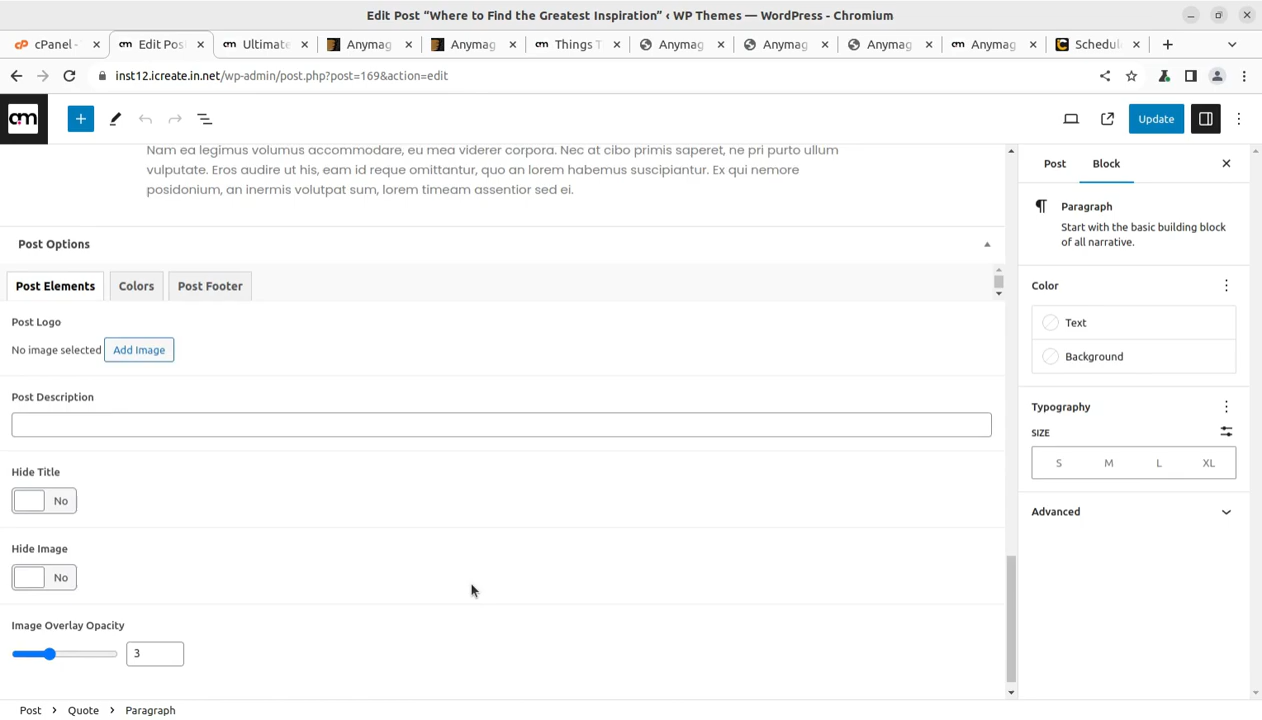 Edit Post “Where to Find the Greatest Inspiration” ‹ WP Themes — WordPress - Chromium
cPanel -
Edit Pos
Ultimate
Anymag
Anymag
Things T
Anymag
Anymag
Anymag
Anymag
Schedul
inst12.icreate.in.net/wp-admin/post.php?post=169&action=edit
am
Update
Nam ea legimus volumus accommodare, eu mea viderer corpora. Nec at cibo primis saperet, ne pri purto ullum
vulputate. Eros audire ut his, eam id reque omittantur, quo an lorem habemus suscipiantur. Ex qui nemore
posidonium, an inermis volutpat sum, lorem timeam assentior sed ei.
Post Options
Post Elements
Colors
Post Footer
Post Logo
No image selected
Add Image
Post Description
Hide Title
No
Hide Image
No
Image Overlay Opacity
3
Post
Block
Paragraph
Start with the basic building block
of all narrative.
Color
Text
Background
Typography
SIZE
S
M
L
XL
Advanced
Post
Quote
Paragraph